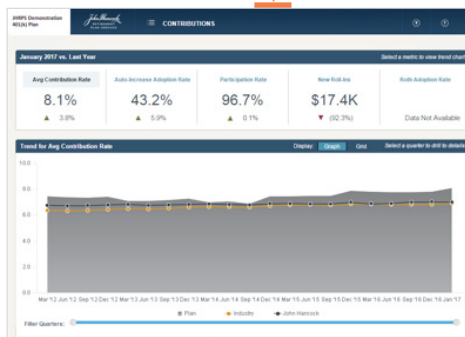 JHRPS Demonstration
401(k) Plan
John Hancock
RETIREMENT
PLAN SERVICES
CONTRIBUTIONS
January 2017 vs. Last Year
Select a metric to view trend chart
Avg Contribution Rate
Auto-Increase Adoption Rate
Participation Rate
New Roll-Ins
Roth Adoption Rate
8.1%
43.2%
96.7%
$17.4K
3.8%
5.9%
0.1%
(92.3%)
Data Not Available
Trend for Avg Contribution Rate
Display:
Graph
Grid
Select a quarter to drill to details
10.0
8.0
6.0
4.0
2.0
0.0
Mar '12 Jun '12 Sep '12 Dec '12 Mar '13 Jun '13 Sep '13 Dec '13 Mar '14 Jun '14 Sep '14 Dec '14 Mar '15 Jun '15 Sep '15 Dec '15 Mar '16 Jun '16 Sep '16 Dec '16 Jan '17
Plan
Industry
John Hancock
Filter Quarters: